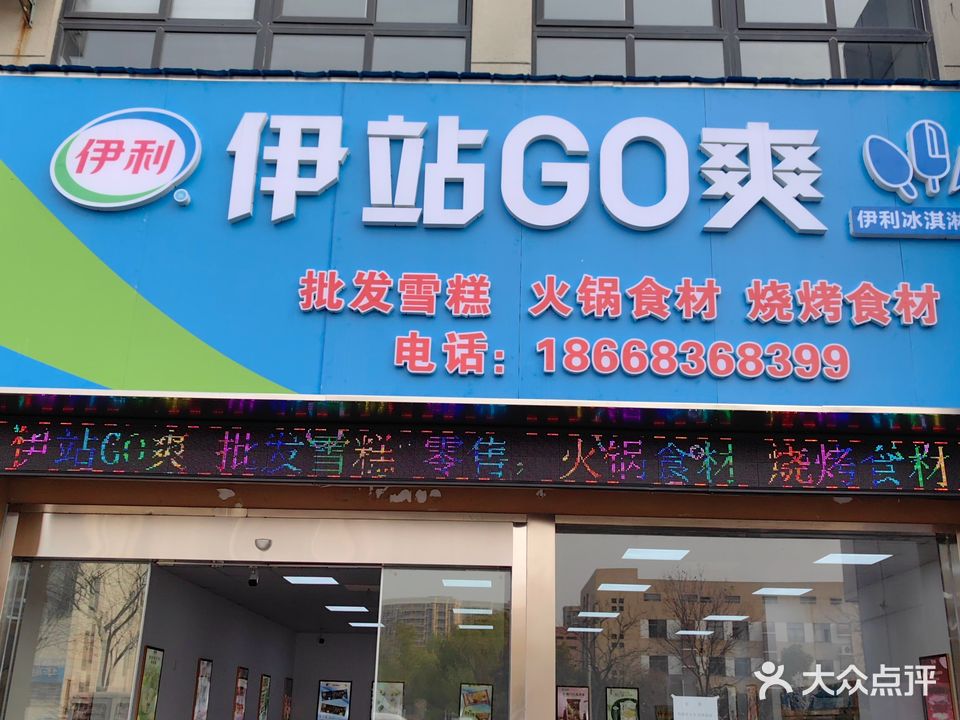 伊利
伊站GO爽
伊利冰淇淋
批发雪糕 火锅食材 烧烤食材
电话：18668368399
伊站GO爽 批发雪糕 零售，火锅食材 烧烤食材
大众点评